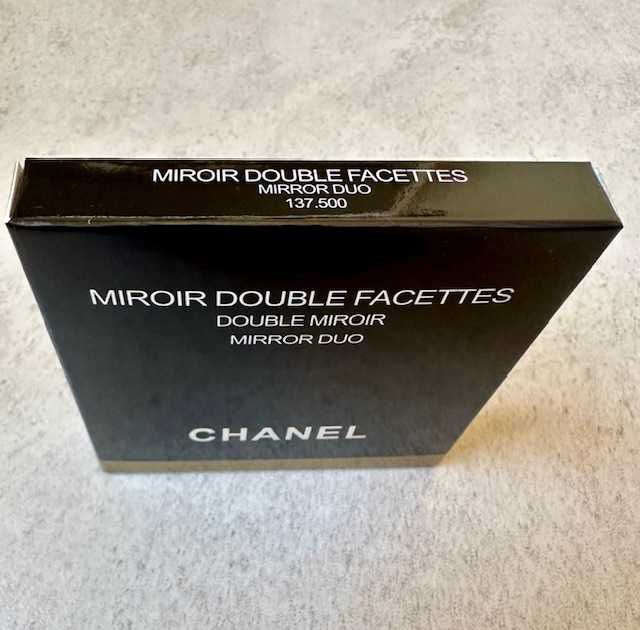 MIROIR DOUBLE FACETTES
MIRROR DUO
137.500
MIROIR DOUBLE FACETTES
DOUBLE MIROIR
MIRROR DUO
CHANEL